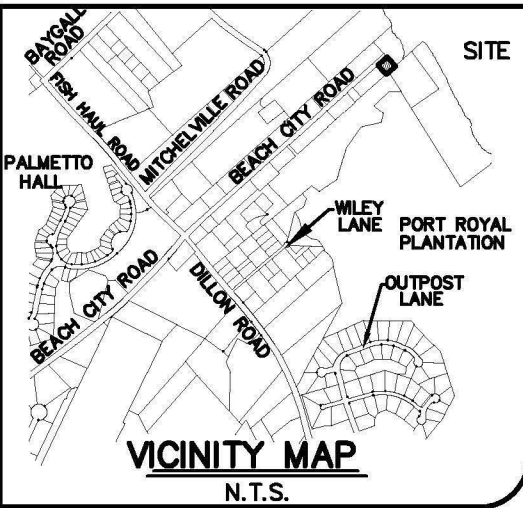 BAYGALL
ROAD
SITE
FISH HAUL ROAD
MITCHELVILLE ROAD
BEACH CITY ROAD
PALMETTO
HALL
WILEY
LANE
PORT ROYAL
PLANTATION
OUTPOST
LANE
BEACH CITY ROAD
DILLON ROAD
VICINITY MAP
N.T.S.